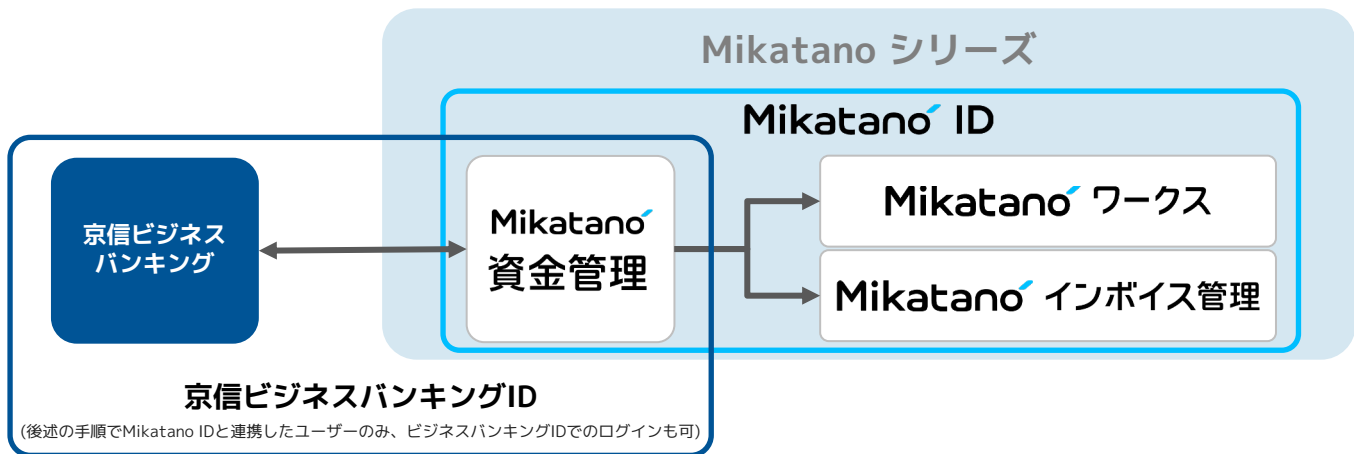 Mikatano シリーズ
Mikatano ID
京信ビジネス
バンキング
Mikatano
資金管理
Mikatano ワークス
Mikatano インボイス管理
京信ビジネスバンキングID
(後述の手順でMikatano IDと連携したユーザーのみ、ビジネスバンキングIDでのログインも可)